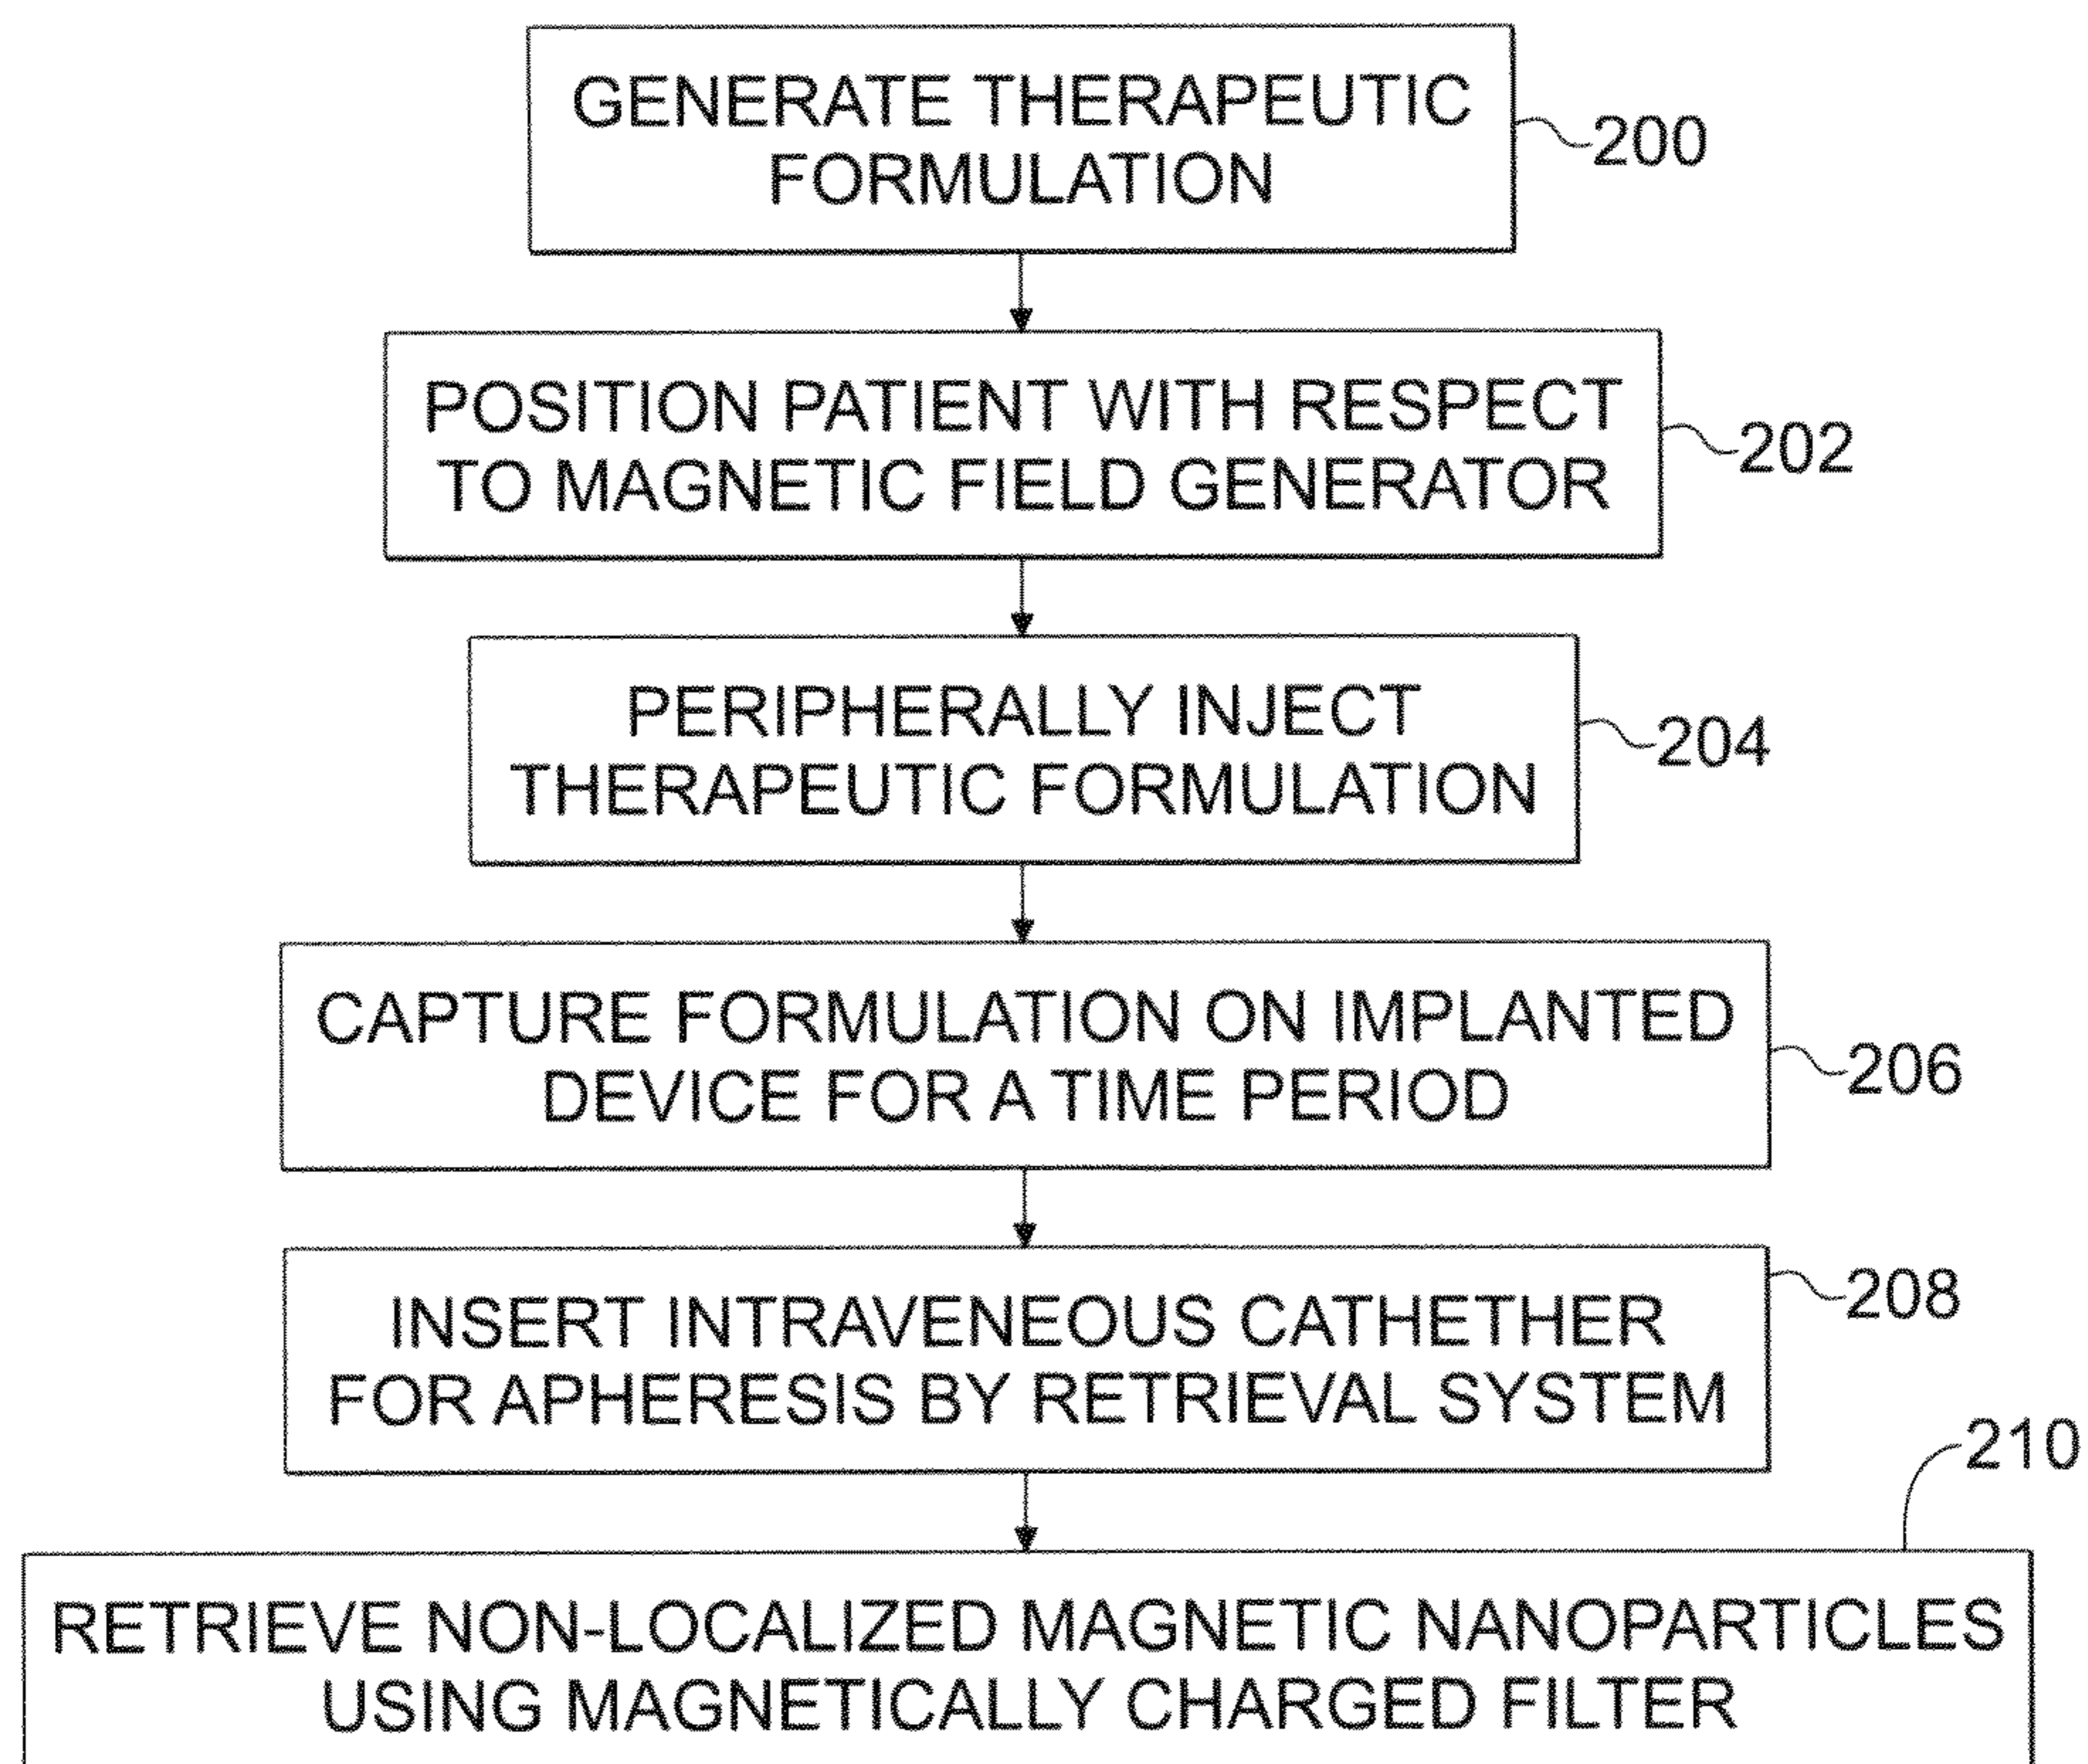 GENERATE THERAPEUTIC
FORMULATION
200
POSITION PATIENT WITH RESPECT
TO MAGNETIC FIELD GENERATOR
202
PERIPHERALLY INJECT
THERAPEUTIC FORMULATION
204
CAPTURE FORMULATION ON IMPLANTED
DEVICE FOR A TIME PERIOD
206
INSERT INTRAVENEOUS CATHETHER
FOR APHERESIS BY RETRIEVAL SYSTEM
208
210
RETRIEVE NON-LOCALIZED MAGNETIC NANOPARTICLES
USING MAGNETICALLY CHARGED FILTER